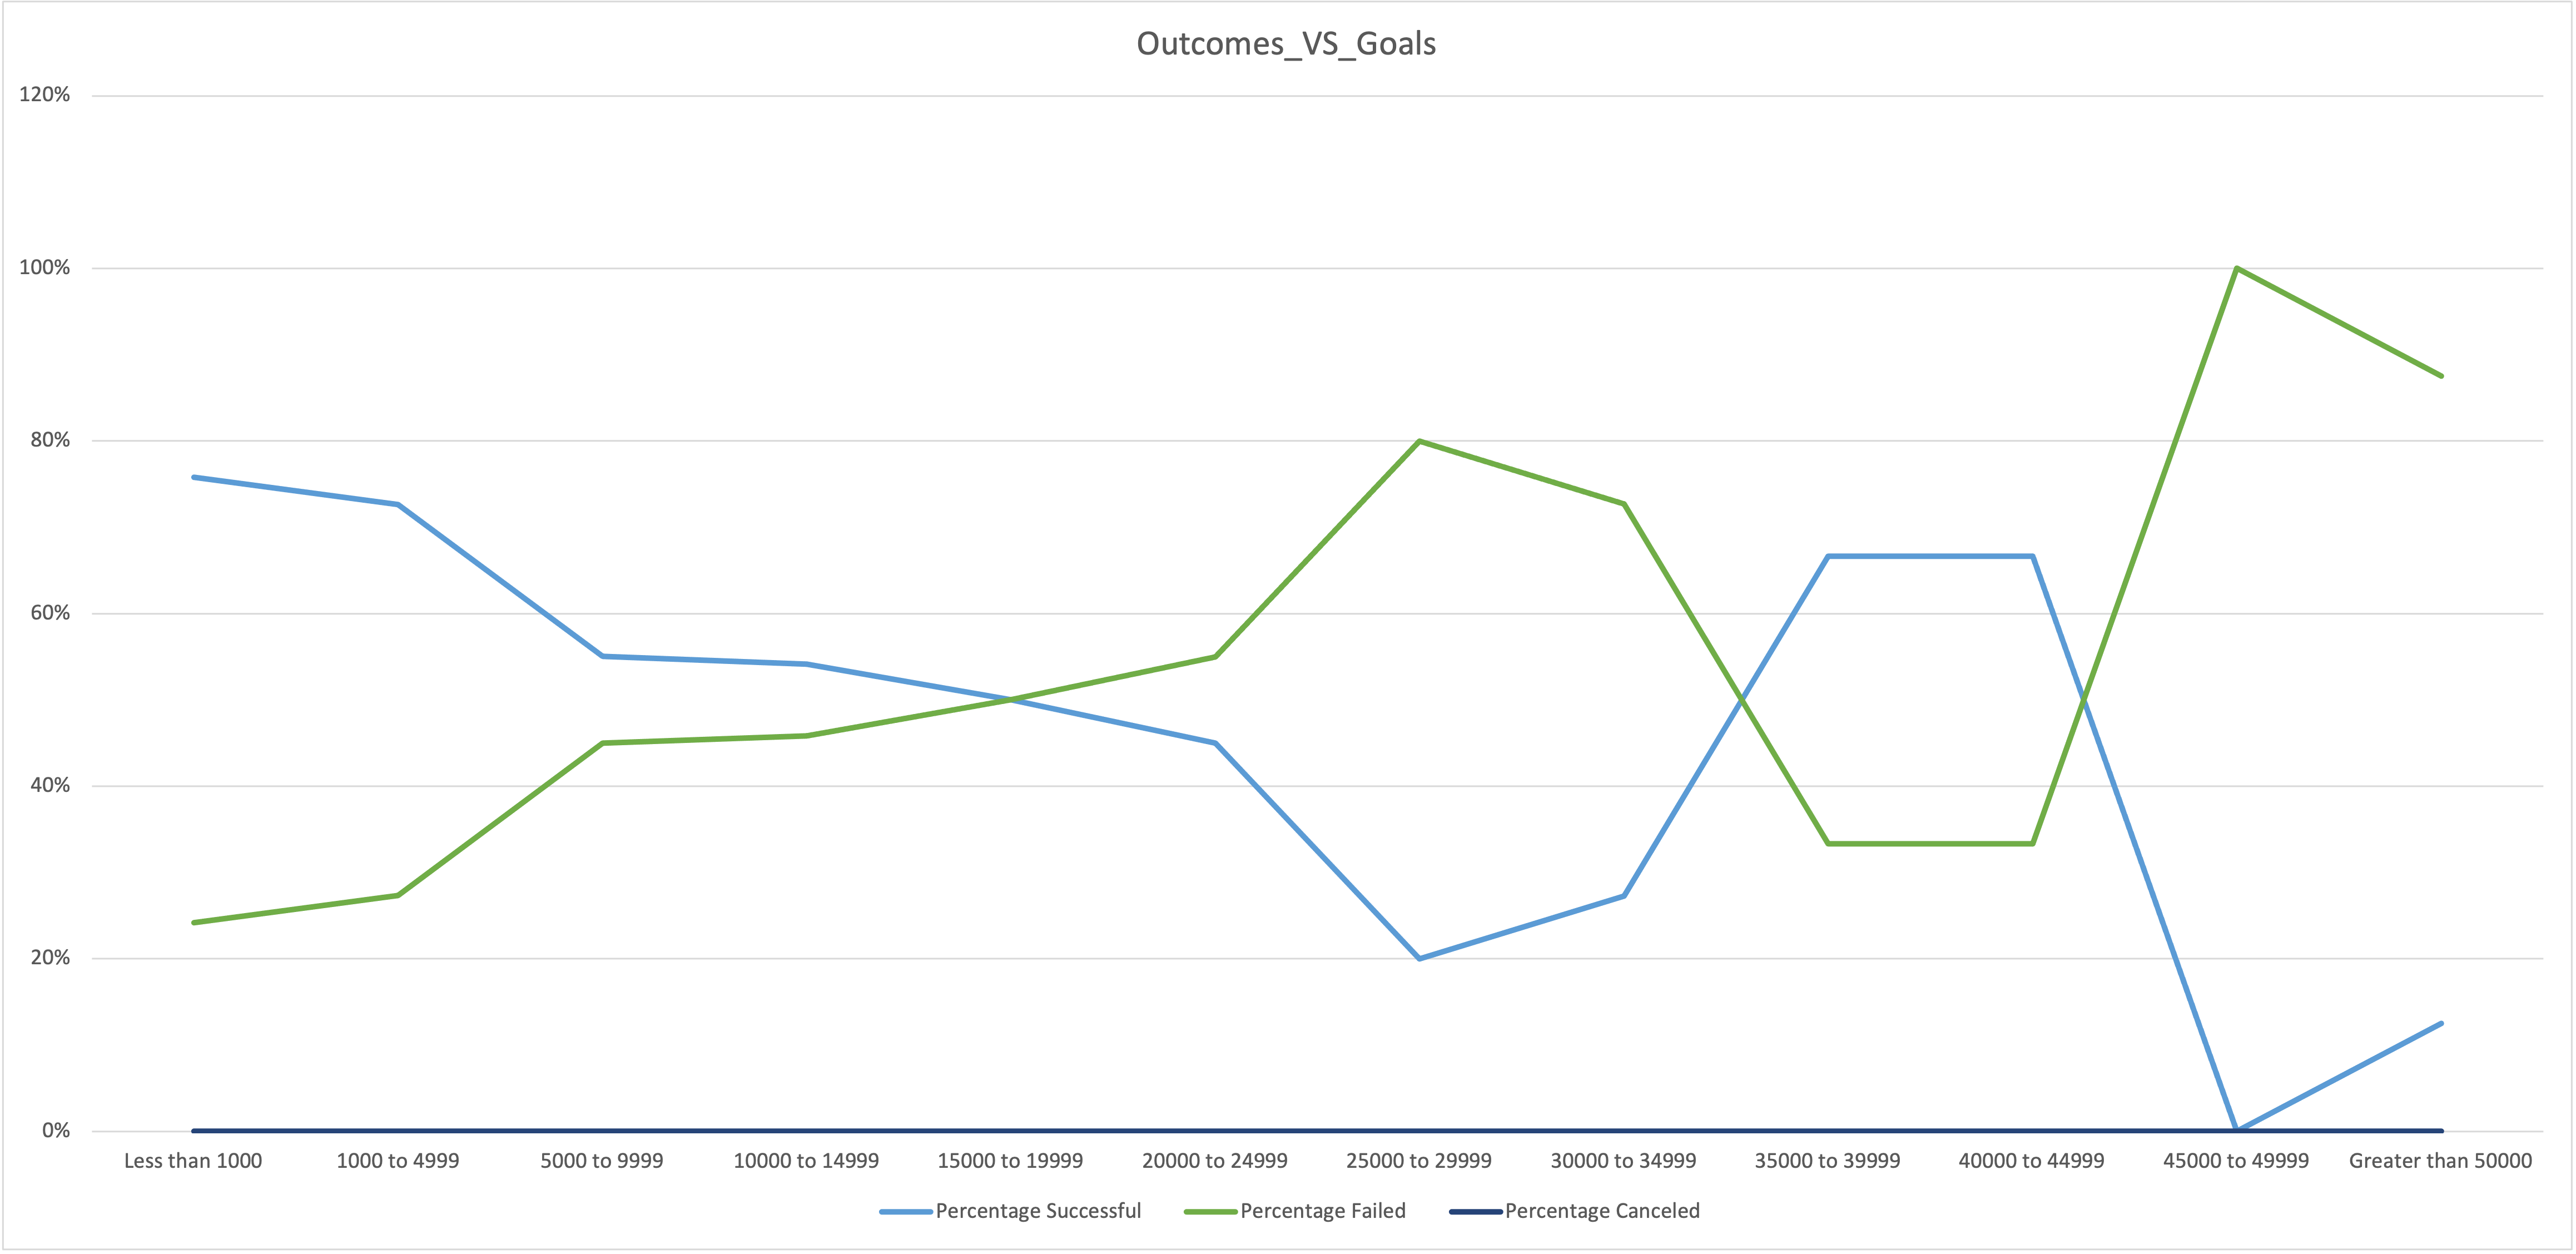 Outcomes_VS_Goals
120%
100%
80%
60%
40%
20%
0%
Less than 1000 1000 to 4999 5000 to 9999 10000 to 14999 15000 to 19999 20000 to 24999 25000 to 29999 30000 to 34999 35000 to 39999 40000 to 44999 45000 to 49999 Greater than 50000
Percentage Successful Percentage Failed Percentage Canceled